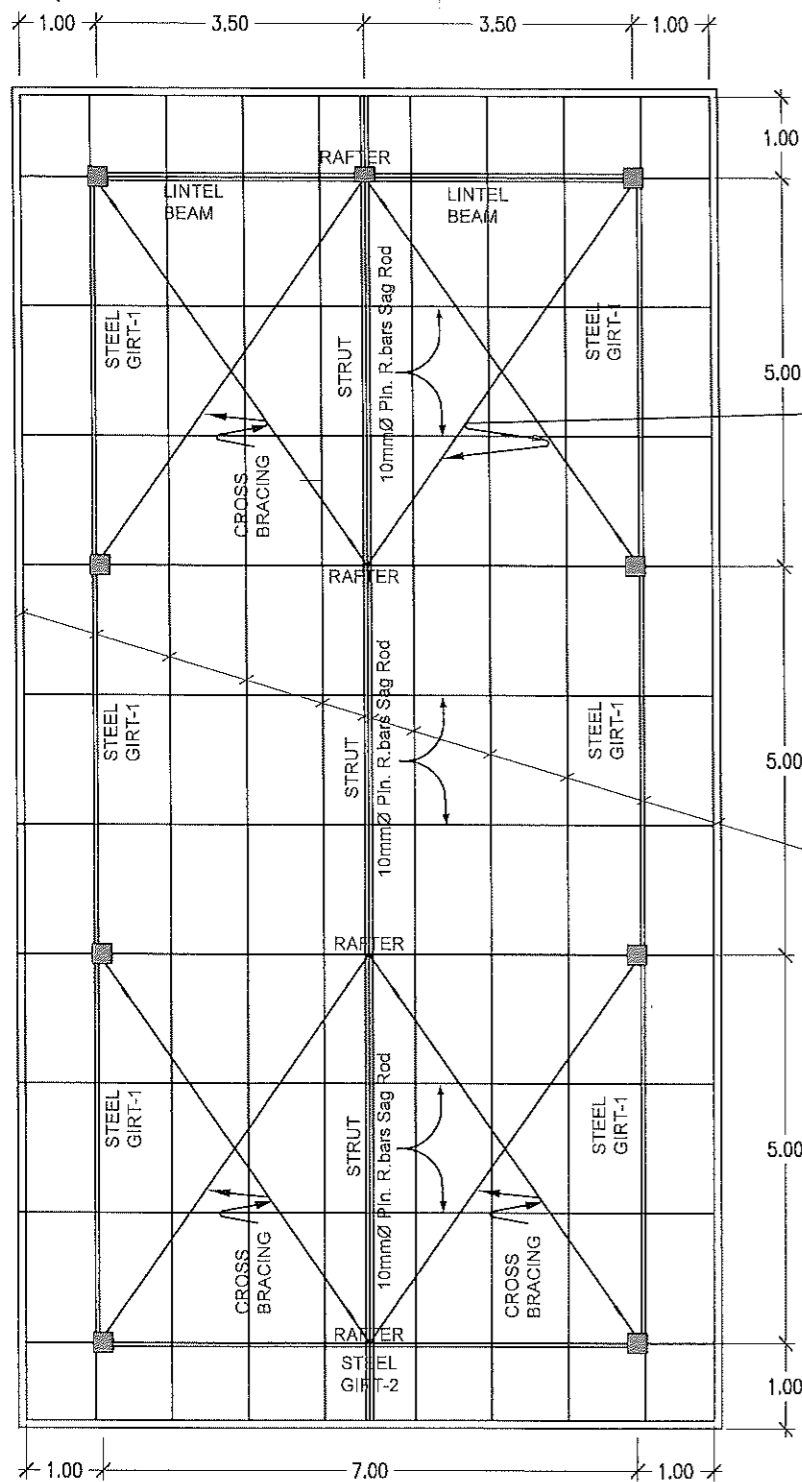 1.00 3.50 3.50 1.00
1.00
RAFTER
LINTEL
BEAM
LINTEL
BEAM
STEEL
GIRT-1
STRUT
10mmØ Pln. R.bars Sag Rod
STEEL
GIRT-1
5.00
CROSS
BRACING
RAFTER
STEEL
GIRT-1
STRUT
10mmØ Pln. R.bars Sag Rod
STEEL
GIRT-1
5.00
RAFTER
STEEL
GIRT-1
STRUT
10mmØ Pln. R.bars Sag Rod
STEEL
GIRT-1
5.00
CROSS
BRACING
CROSS
BRACING
RAFTER
STEEL
GIRT-2
1.00
1.00 7.00 1.00